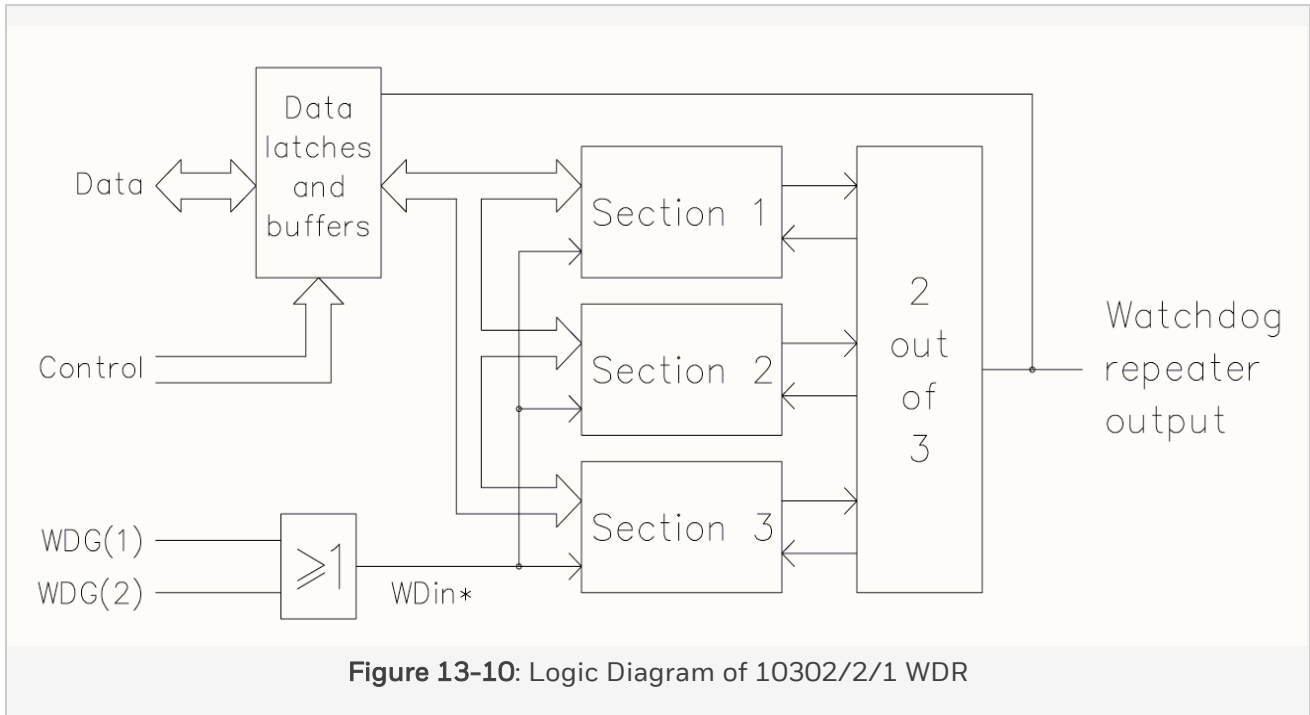 Data
latches
and
buffers
Data
Control
Section 1
Section 2
Section 3
2
out
of
3
Watchdog
repeater
output
WDG(1)
WDG(2)
≥1
WDin*
Figure 13-10: Logic Diagram of 10302/2/1 WDR